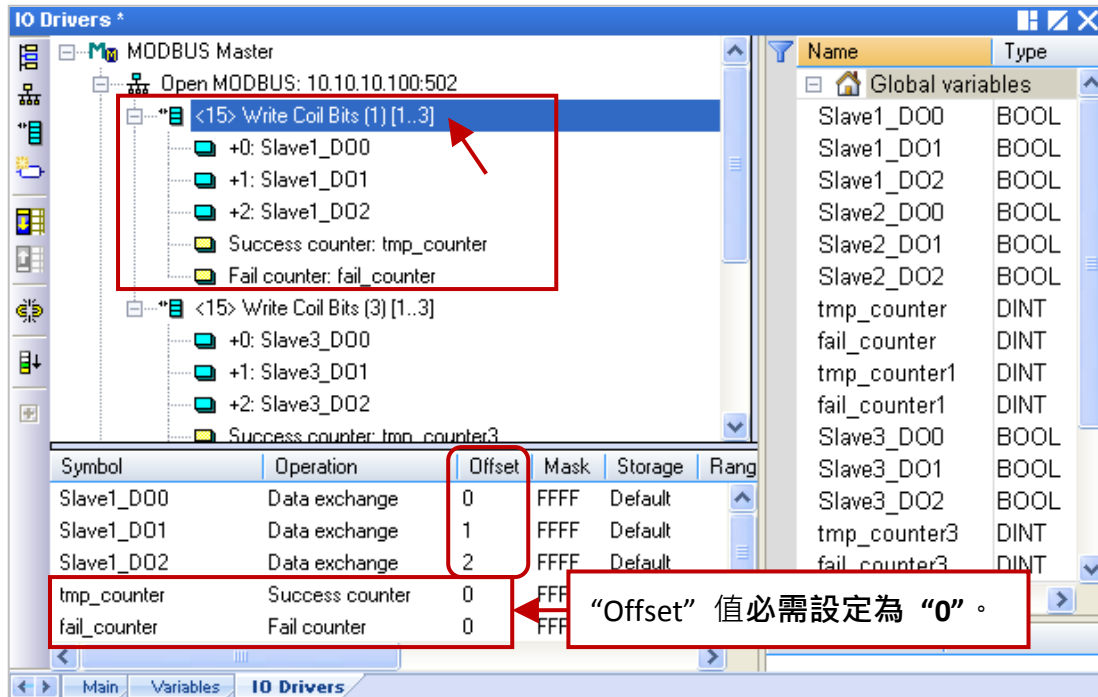 IO Drivers *
MODBUS Master
Open MODBUS: 10.10.10.100:502
<15> Write Coil Bits (1) [1..3]
+0: Slave1_DO0
+1: Slave1_DO1
+2: Slave1_DO2
Success counter: tmp_counter
Fail counter: fail_counter
<15> Write Coil Bits (3) [1..3]
+0: Slave3_DO0
+1: Slave3_DO1
+2: Slave3_DO2
Success counter: tmp_counter3
Name Type
Global variables
Slave1_DO0 BOOL
Slave1_DO1 BOOL
Slave1_DO2 BOOL
Slave2_DO0 BOOL
Slave2_DO1 BOOL
Slave2_DO2 BOOL
tmp_counter DINT
fail_counter DINT
tmp_counter1 DINT
fail_counter1 DINT
Slave3_DO0 BOOL
Slave3_DO1 BOOL
Slave3_DO2 BOOL
tmp_counter3 DINT
fail_counter3 DINT
Symbol Operation Offset Mask Storage Rang
Slave1_DO0 Data exchange 0 FFFF Default
Slave1_DO1 Data exchange 1 FFFF Default
Slave1_DO2 Data exchange 2 FFFF Default
tmp_counter Success counter 0 FFF
fail_counter Fail counter 0 FFF
“Offset” 值必需設定為 “0”。
Main Variables IO Drivers